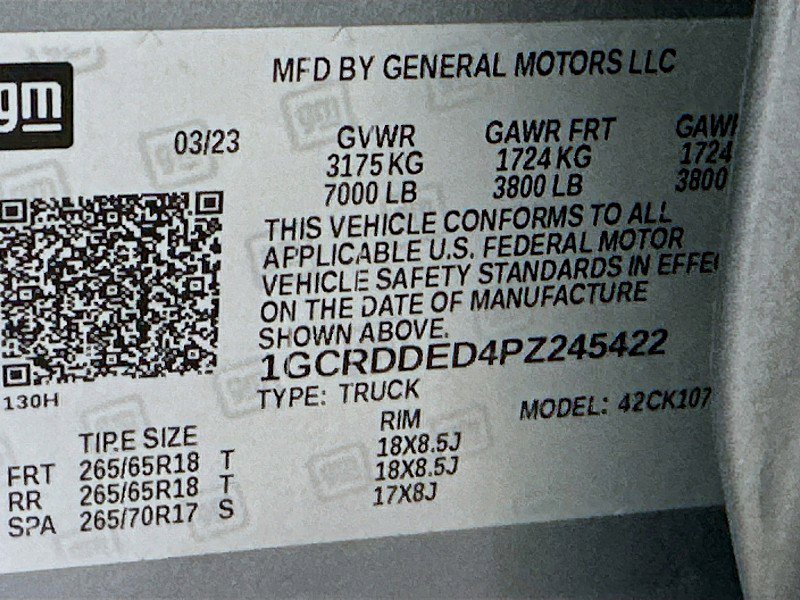 gm
MFD BY GENERAL MOTORS LLC
03/23 GVWR GAWR FRT
3175 KG 1724 KG 1724
7000 LB 3800 LB 3800
THIS VEHICLE CONFORMS TO ALL
APPLICABLE U.S. FEDERAL MOTOR
VEHICLE SAFETY STANDARDS IN
ON THE DATE OF MANUFACTURE
SHOWN ABOVE.
1GCRDDED4PZ245422
130H
TYPE: TRUCK
MODEL: 42CK107
TIRE SIZE RIM
FRT 265/65R18 T 18X8.5J
RR 265/65R18 T 18X8.5J
SPA 265/70R17 S 17X8J